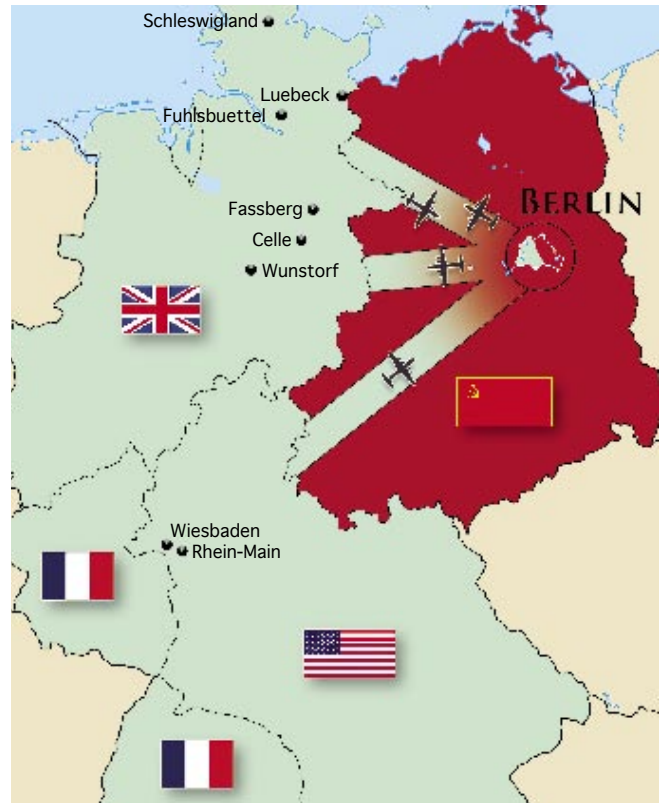 Schleswigland
Luebeck
Fuhlsbuettel
BERLIN
Fassberg
Celle
Wunstorf
Wiesbaden
Rhein-Main